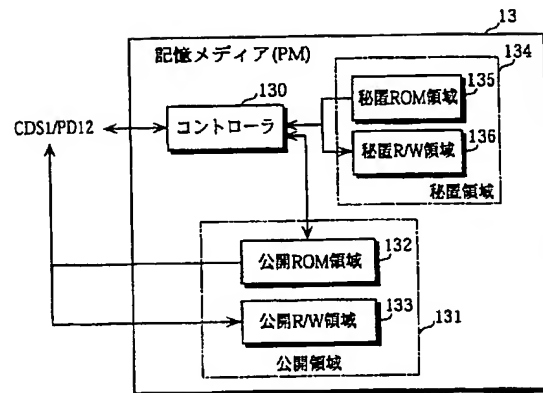 13
記憶メディア(PM)
134
130
135
秘匿ROM領域
CDS1/PD12
コントローラ
136
秘匿R/W領域
秘匿領域
公開ROM領域
132
公開R/W領域
133
131
公開領域